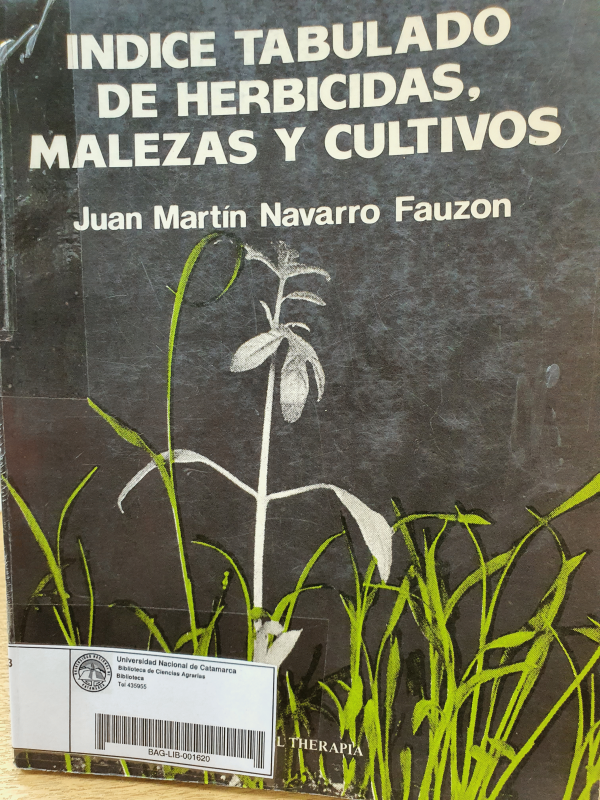 INDICE TABULADO
DE HERBICIDAS,
MALEZAS Y CULTIVOS
Juan Martín Navarro Fauzon
3
Universidad Nacional de Catamarca
Biblioteca de Ciencias Agrarias
Biblioteca
Tel 435955
BAG-LIB-001620
THERAPIA